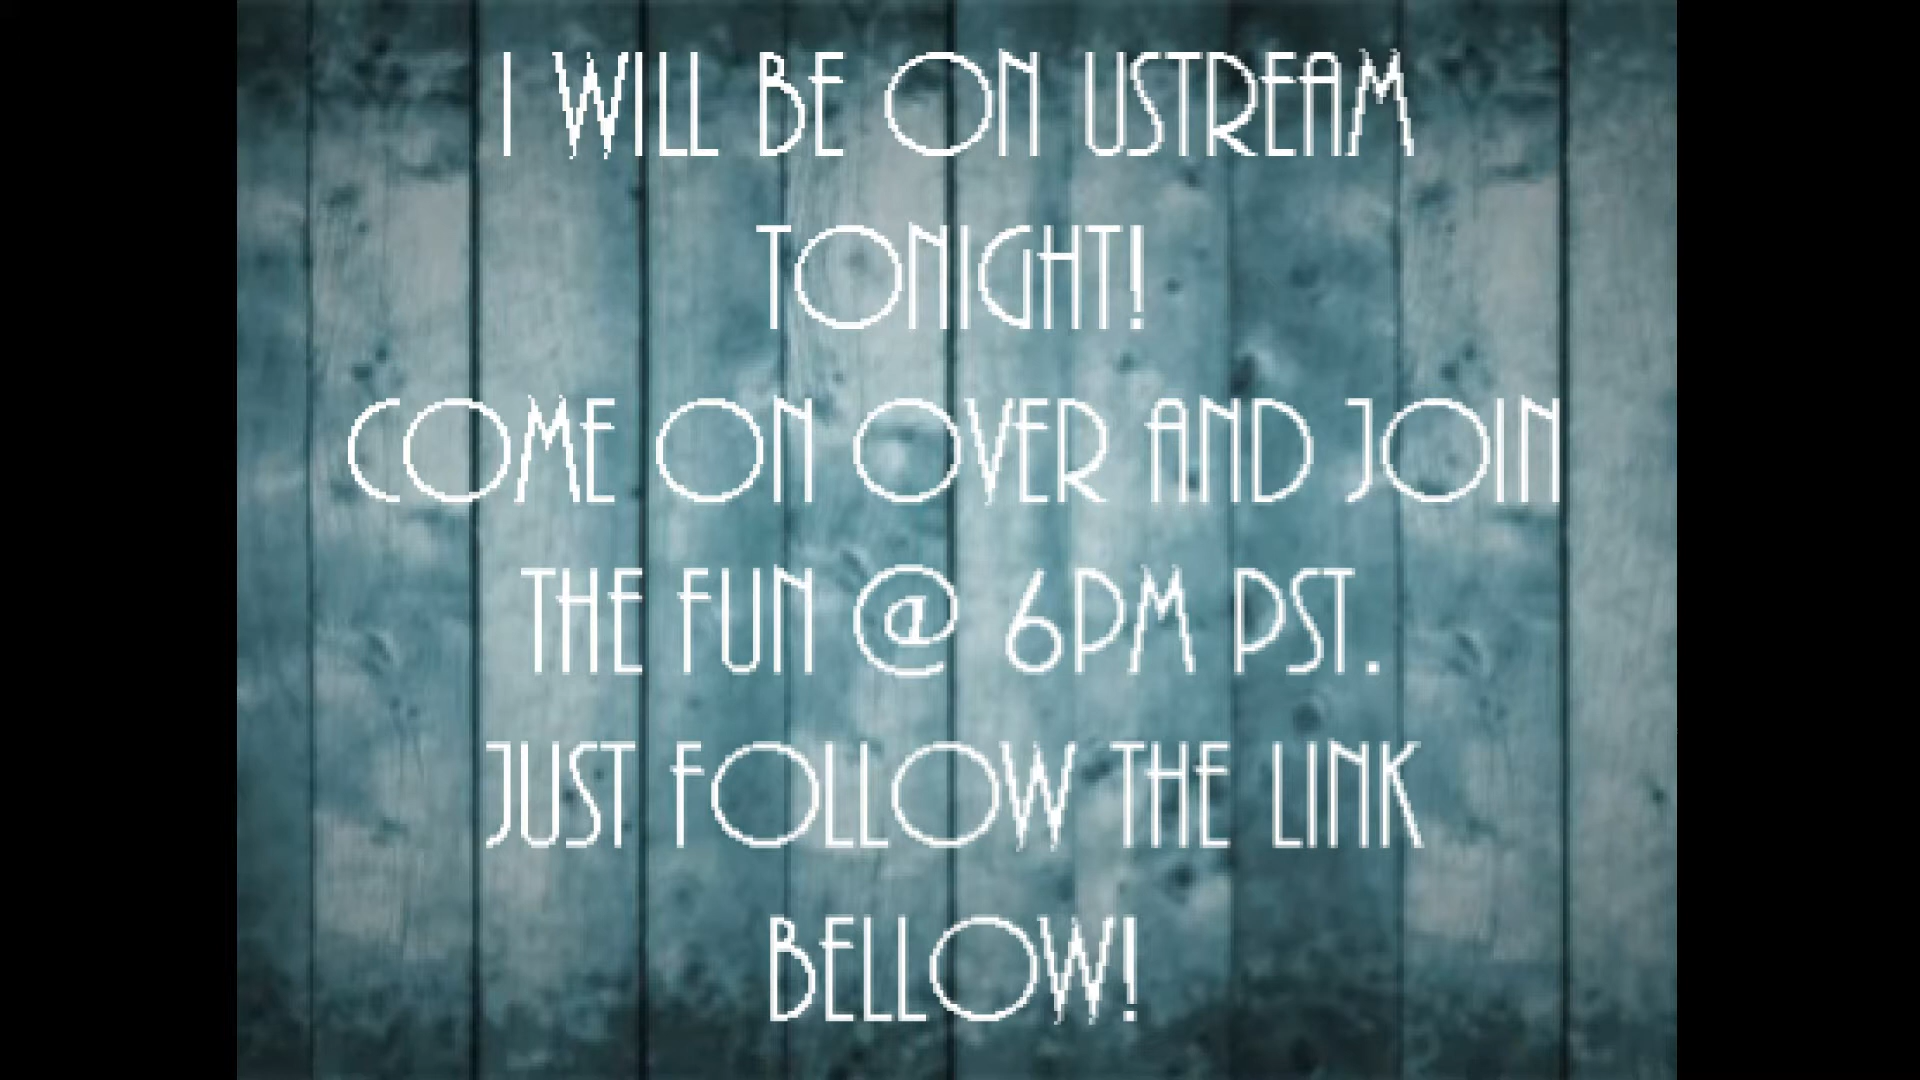 I WILL BE ON USTREAM
TONIGHT!
COME ON OVER AND JOIN
THE FUN @ 6PM PST.
JUST FOLLOW THE LINK
BELLOW!